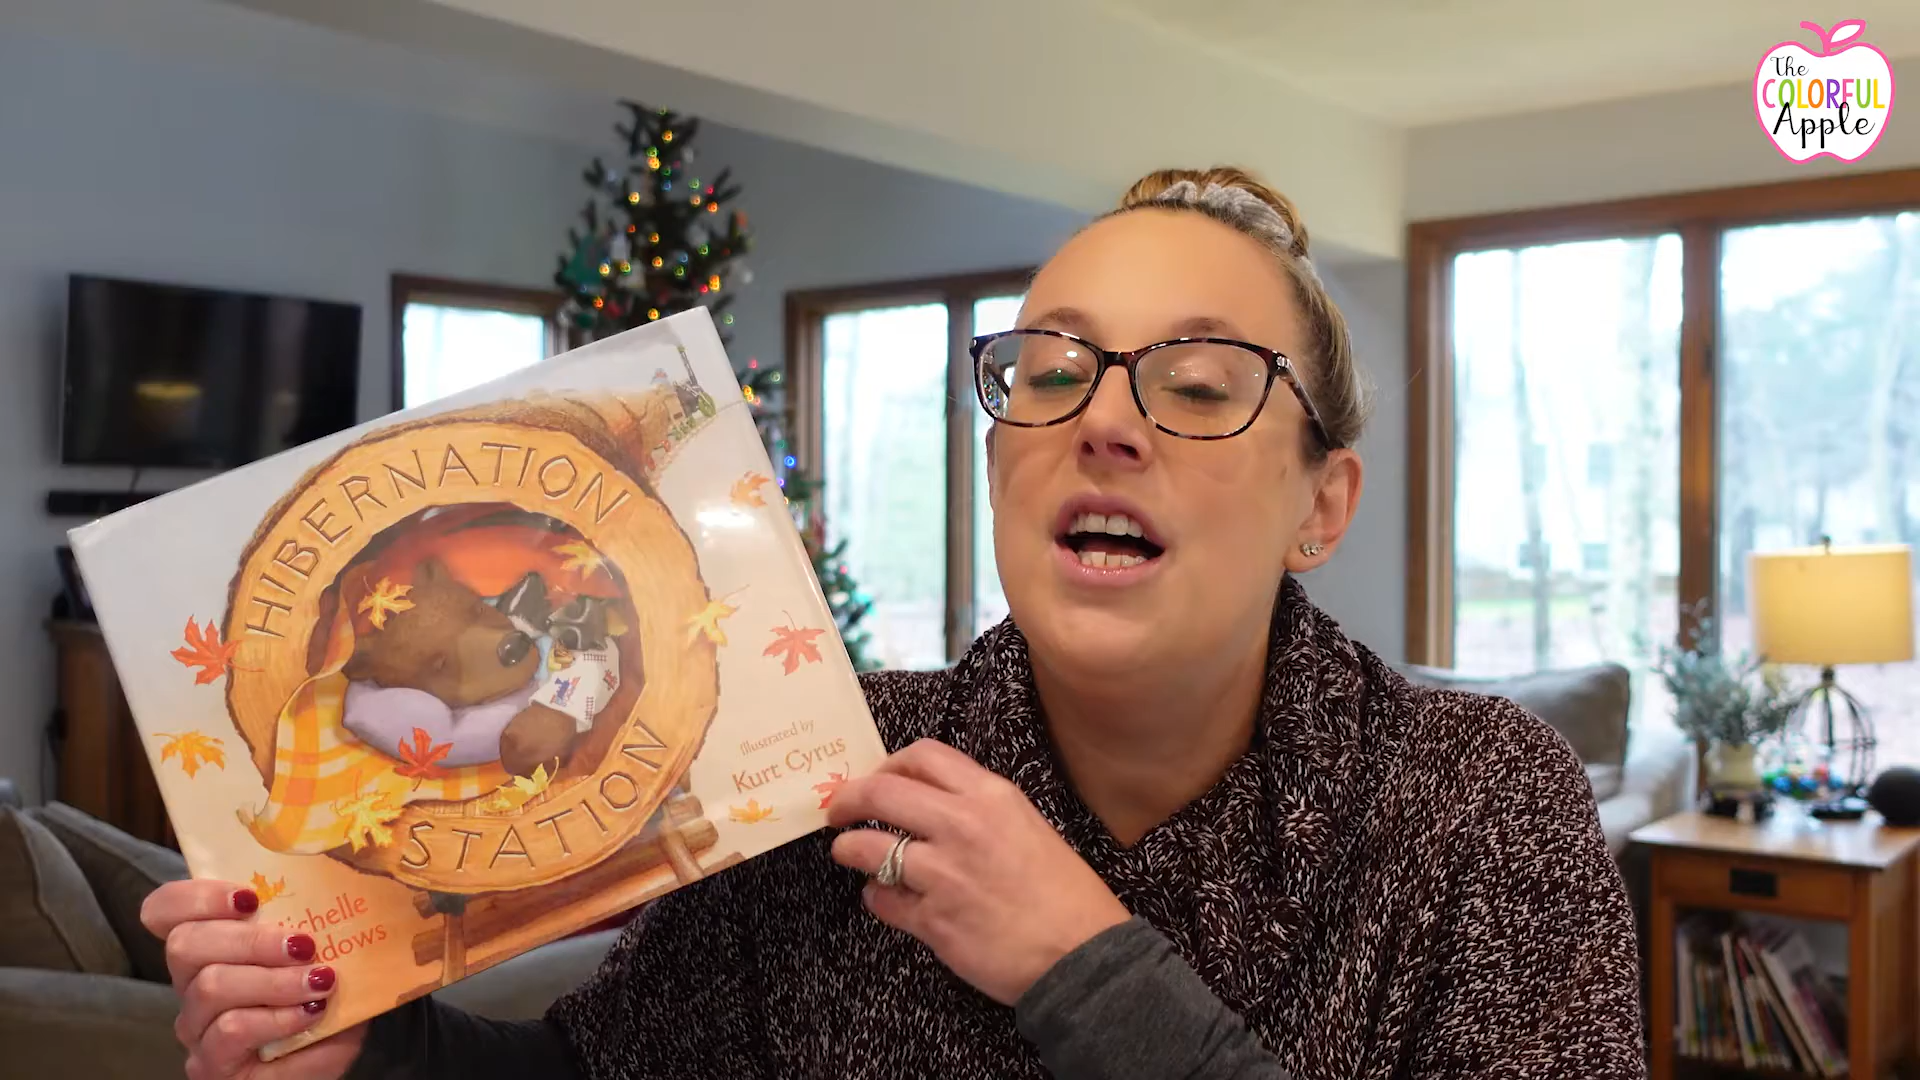 HIBERNATION
STATION
Illustrated by
Kurt Cyrus
The
COLORFUL
Apple